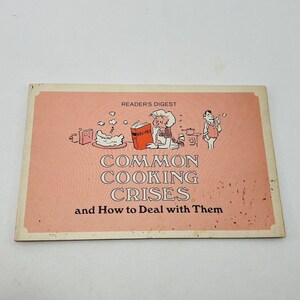 READER'S DIGEST
COMMON
COOKING
CRISES
and How to Deal with Them